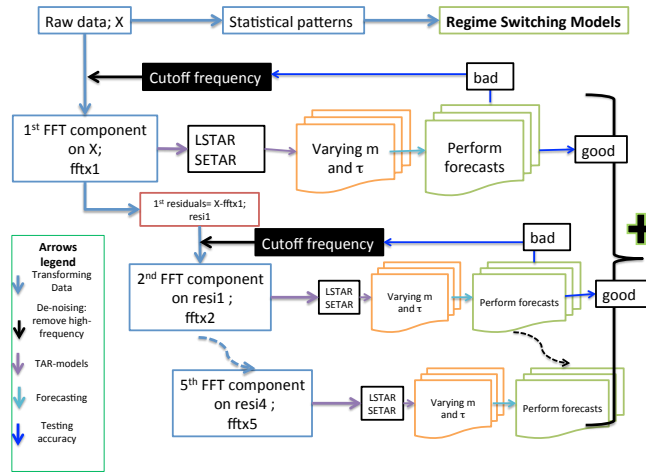 Raw data; X
Statistical patterns
Regime Switching Models
Cutoff frequency
bad
1st FFT component
on X;
fftx1
LSTAR
SETAR
Varying m
and τ
Perform
forecasts
good
1st residuals= X-fftx1;
resi1
Cutoff frequency
bad
2nd FFT component
on resi1 ;
fftx2
LSTAR
SETAR
Varying m
and τ
Perform forecasts
good
5th FFT component
on resi4 ;
fftx5
LSTAR
SETAR
Varying m
and τ
Perform forecasts
Arrows
legend
Transforming
Data
De-noising:
remove high-
frequency
TAR-models
Forecasting
Testing
accuracy
+